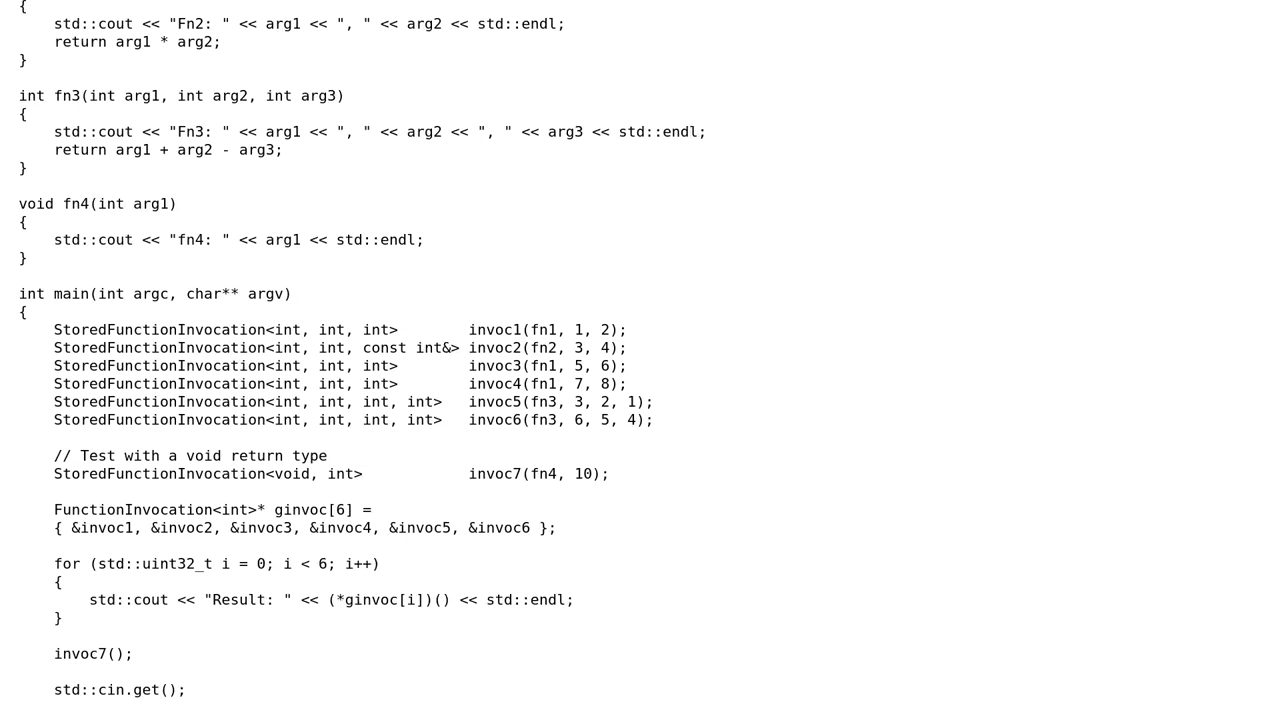 {
    std::cout << "Fn2: " << arg1 << ", " << arg2 << std::endl;
    return arg1 * arg2;
}

int fn3(int arg1, int arg2, int arg3)
{
    std::cout << "Fn3: " << arg1 << ", " << arg2 << ", " << arg3 << std::endl;
    return arg1 + arg2 - arg3;
}

void fn4(int arg1)
{
    std::cout << "fn4: " << arg1 << std::endl;
}

int main(int argc, char** argv)
{
    StoredFunctionInvocation<int, int, int>        invoc1(fn1, 1, 2);
    StoredFunctionInvocation<int, int, const int&> invoc2(fn2, 3, 4);
    StoredFunctionInvocation<int, int, int>        invoc3(fn1, 5, 6);
    StoredFunctionInvocation<int, int, int>        invoc4(fn1, 7, 8);
    StoredFunctionInvocation<int, int, int, int>   invoc5(fn3, 3, 2, 1);
    StoredFunctionInvocation<int, int, int, int>   invoc6(fn3, 6, 5, 4);

    // Test with a void return type
    StoredFunctionInvocation<void, int>            invoc7(fn4, 10);

    FunctionInvocation<int>* ginvoc[6] =
    { &invoc1, &invoc2, &invoc3, &invoc4, &invoc5, &invoc6 };

    for (std::uint32_t i = 0; i < 6; i++)
    {
        std::cout << "Result: " << (*ginvoc[i])() << std::endl;
    }

    invoc7();

    std::cin.get();